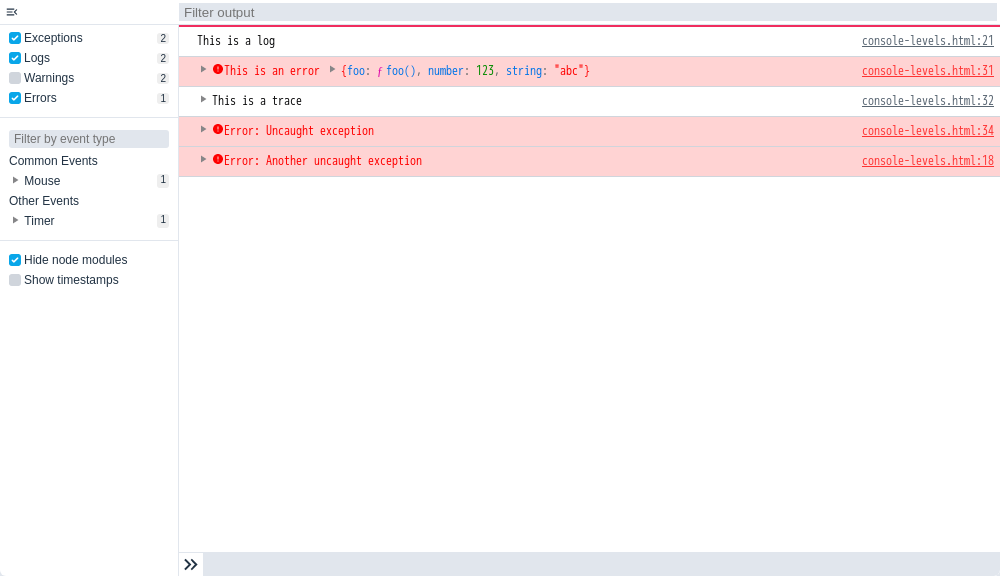 Filter output
Exceptions 2
Logs 2
Warnings 2
Errors 1
Filter by event type
Common Events
Mouse 1
Other Events
Timer 1
Hide node modules
Show timestamps
This is a log console-levels.html:21
This is an error {foo: ƒ foo(), number: 123, string: "abc"} console-levels.html:31
This is a trace console-levels.html:32
Error: Uncaught exception console-levels.html:34
Error: Another uncaught exception console-levels.html:18